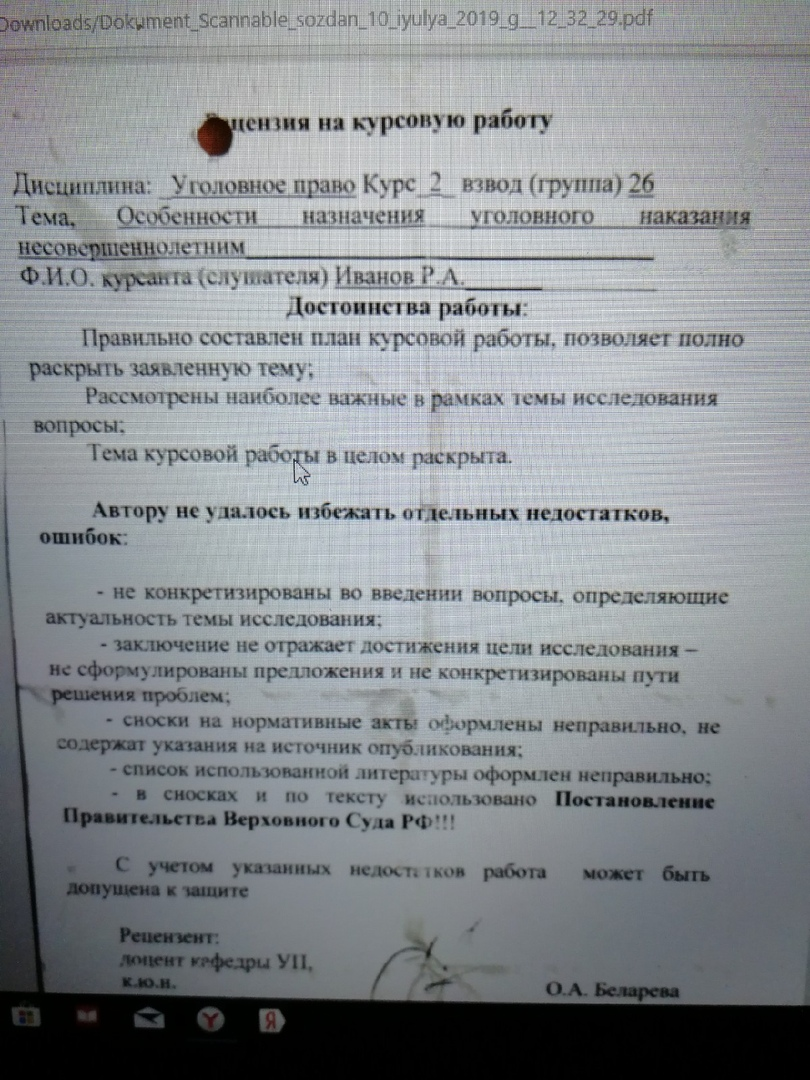 Downloads/Dokument_Scannable_sozdan_10_iyulya_2019_g__12_32_29.pdf
цензия на курсовую работу
Дисциплина: Уголовное право Курс 2 взвод (группа) 26
Тема, Особенности назначения уголовного наказания
несовершеннолетним
Ф.И.О. курсанта (слушателя) Иванов Р.А.
Достоинства работы:
Правильно составлен план курсовой работы, позволяет полно
раскрыть заявленную тему;
Рассмотрены наиболее важные в рамках темы исследования
вопросы;
Тема курсовой работы в целом раскрыта.
Автору не удалось избежать отдельных недостатков,
ошибок:
- не конкретизированы во введении вопросы, определяющие
актуальность темы исследования;
- заключение не отражает достижения цели исследования –
не сформулированы предложения и не конкретизированы пути
решения проблем;
- сноски на нормативные акты оформлены неправильно, не
содержат указания на источник опубликования;
- список использованной литературы оформлен неправильно;
- в сносках и по тексту использовано Постановление
Правительства Верховного Суда РФ!!!
С учетом указанных недостатков работа может быть
допущена к защите
Рецензент:
доцент кафедры УП,
к.ю.н.
О.А. Беларева
Я